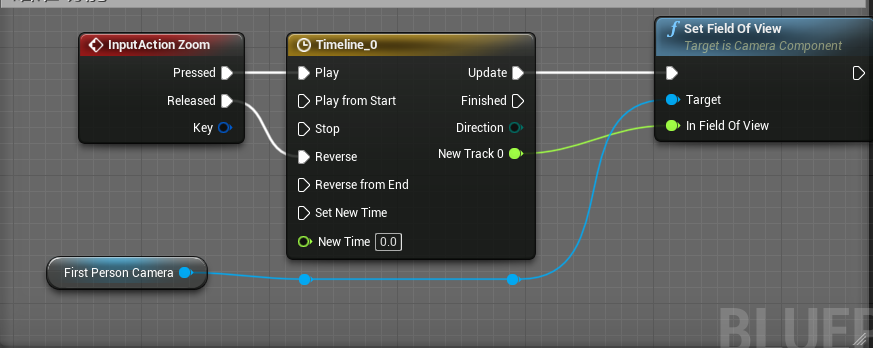 InputAction Zoom
Pressed
Released
Key
Timeline_0
Play
Update
Play from Start
Finished
Stop
Direction
Reverse
New Track 0
Reverse from End
Set New Time
New Time 0.0
Set Field Of View
Target is Camera Component
Target
In Field Of View
First Person Camera